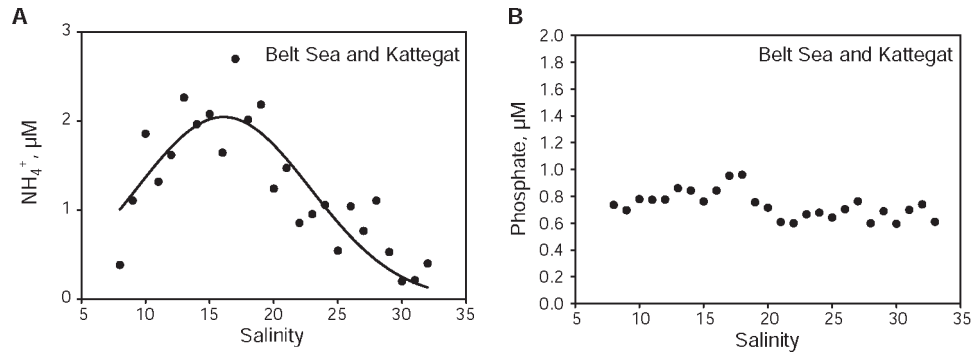 A
Belt Sea and Kattegat
NH4+, µM
3
2
1
0
5 10 15 20 25 30 35
Salinity
B
Belt Sea and Kattegat
Phosphate, µM
2.0
1.8
1.6
1.4
1.2
1.0
0.8
0.6
0.4
0.2
0.0
5 10 15 20 25 30 35
Salinity